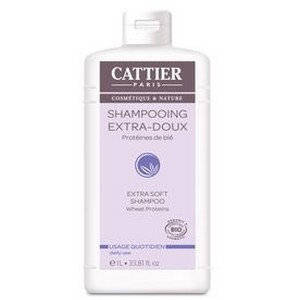 CATTIER
PARIS
COSMÉTIQUE & NATURE
SHAMPOOING
EXTRA-DOUX
Protéines de blé
EXTRA SOFT
SHAMPOO
Wheat Proteins
BIO
USAGE QUOTIDIEN
daily use
e 1L • 33.81 fl.oz